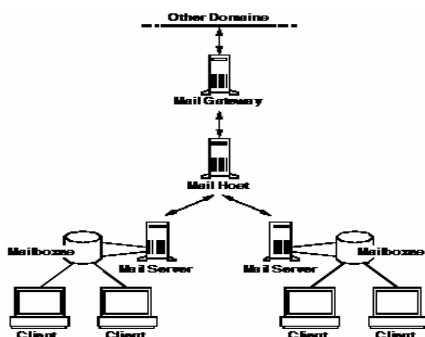 Other Domains
Mail Gateway
Mail Host
Mailboxes
Mail Server
Mail Server
Mailboxes
Client
Client
Client
Client